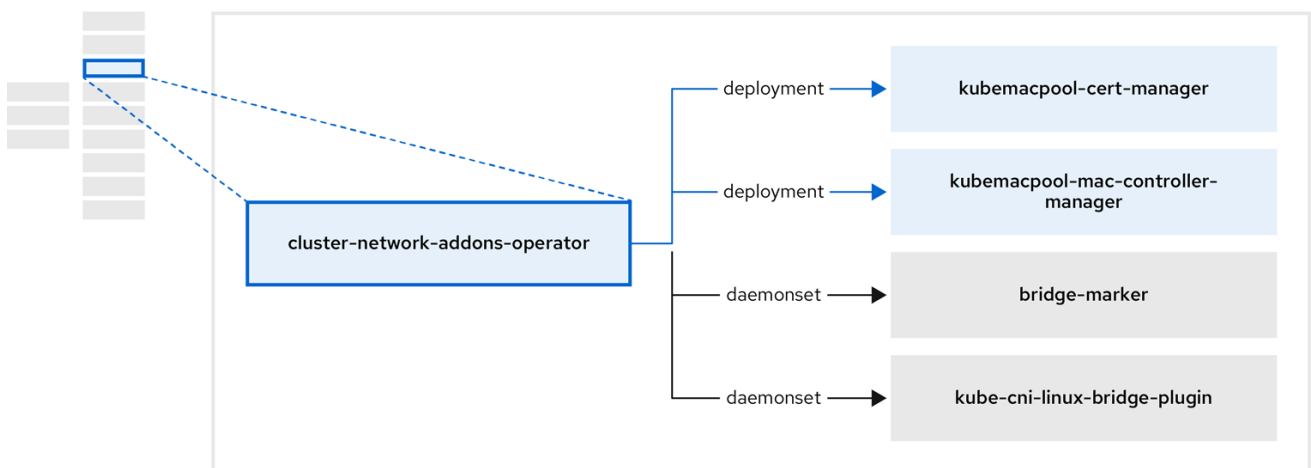 deployment
kubemacpool-cert-manager
deployment
kubemacpool-mac-controller-
manager
cluster-network-addons-operator
daemonset
bridge-marker
daemonset
kube-cni-linux-bridge-plugin